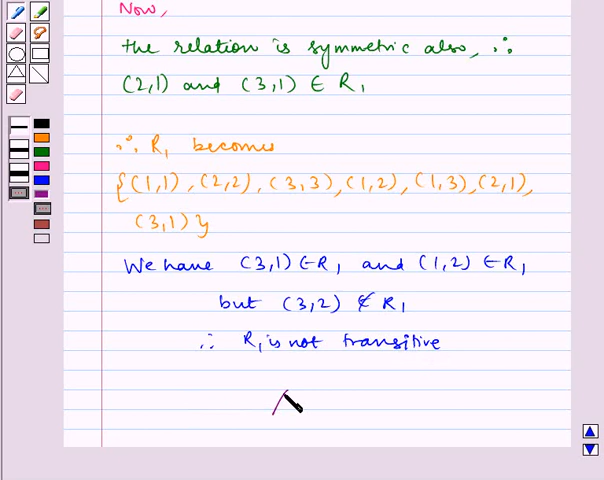 Now,
the relation is symmetric also, ∴
(2,1) and (3,1) ∈ R₁
∴ R₁ becomes
{(1,1), (2,2), (3,3), (1,2), (1,3), (2,1),
(3,1)}
We have (3,1) ∈ R₁ and (1,2) ∈ R₁
but (3,2) ∉ R₁
∴ R₁ is not transitive